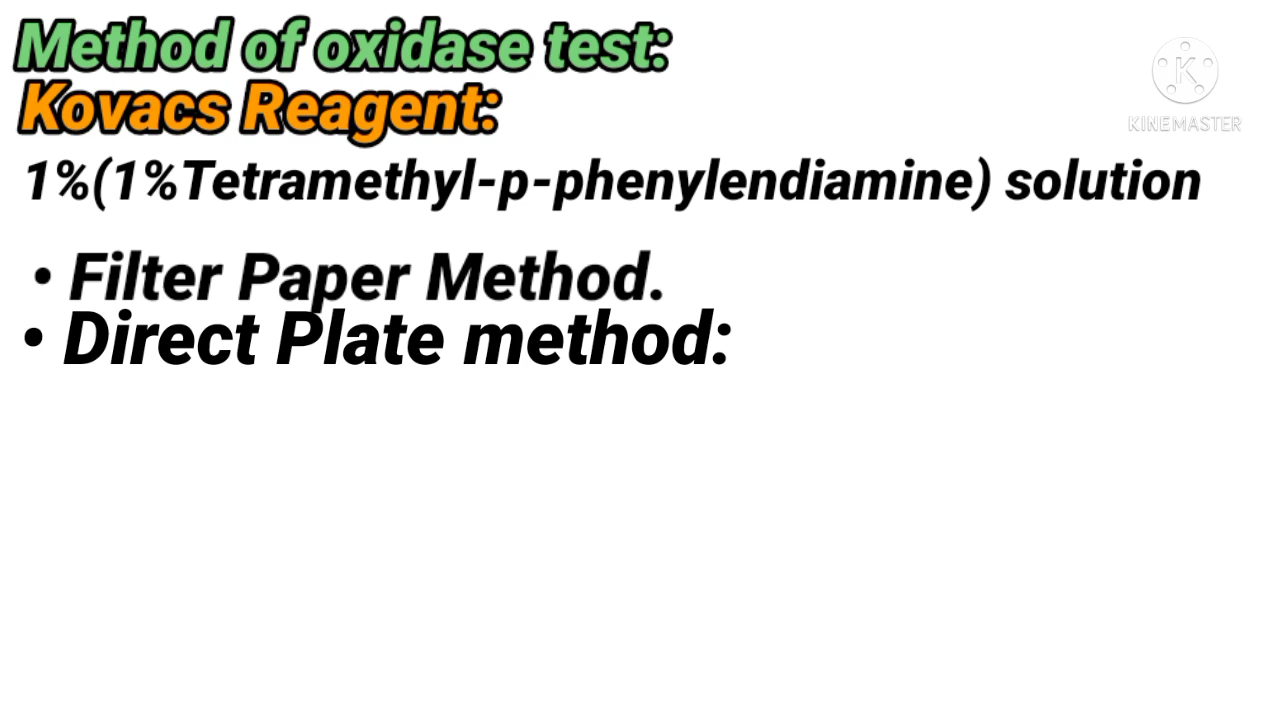 Method of oxidase test:
Kovacs Reagent:
KINEMASTER
1%(1%Tetramethyl-p-phenylendiamine) solution
• Filter Paper Method.
• Direct Plate method: